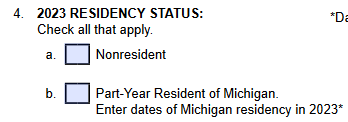 4. 2023 RESIDENCY STATUS:
Check all that apply.
a. Nonresident
b. Part-Year Resident of Michigan.
Enter dates of Michigan residency in 2023*